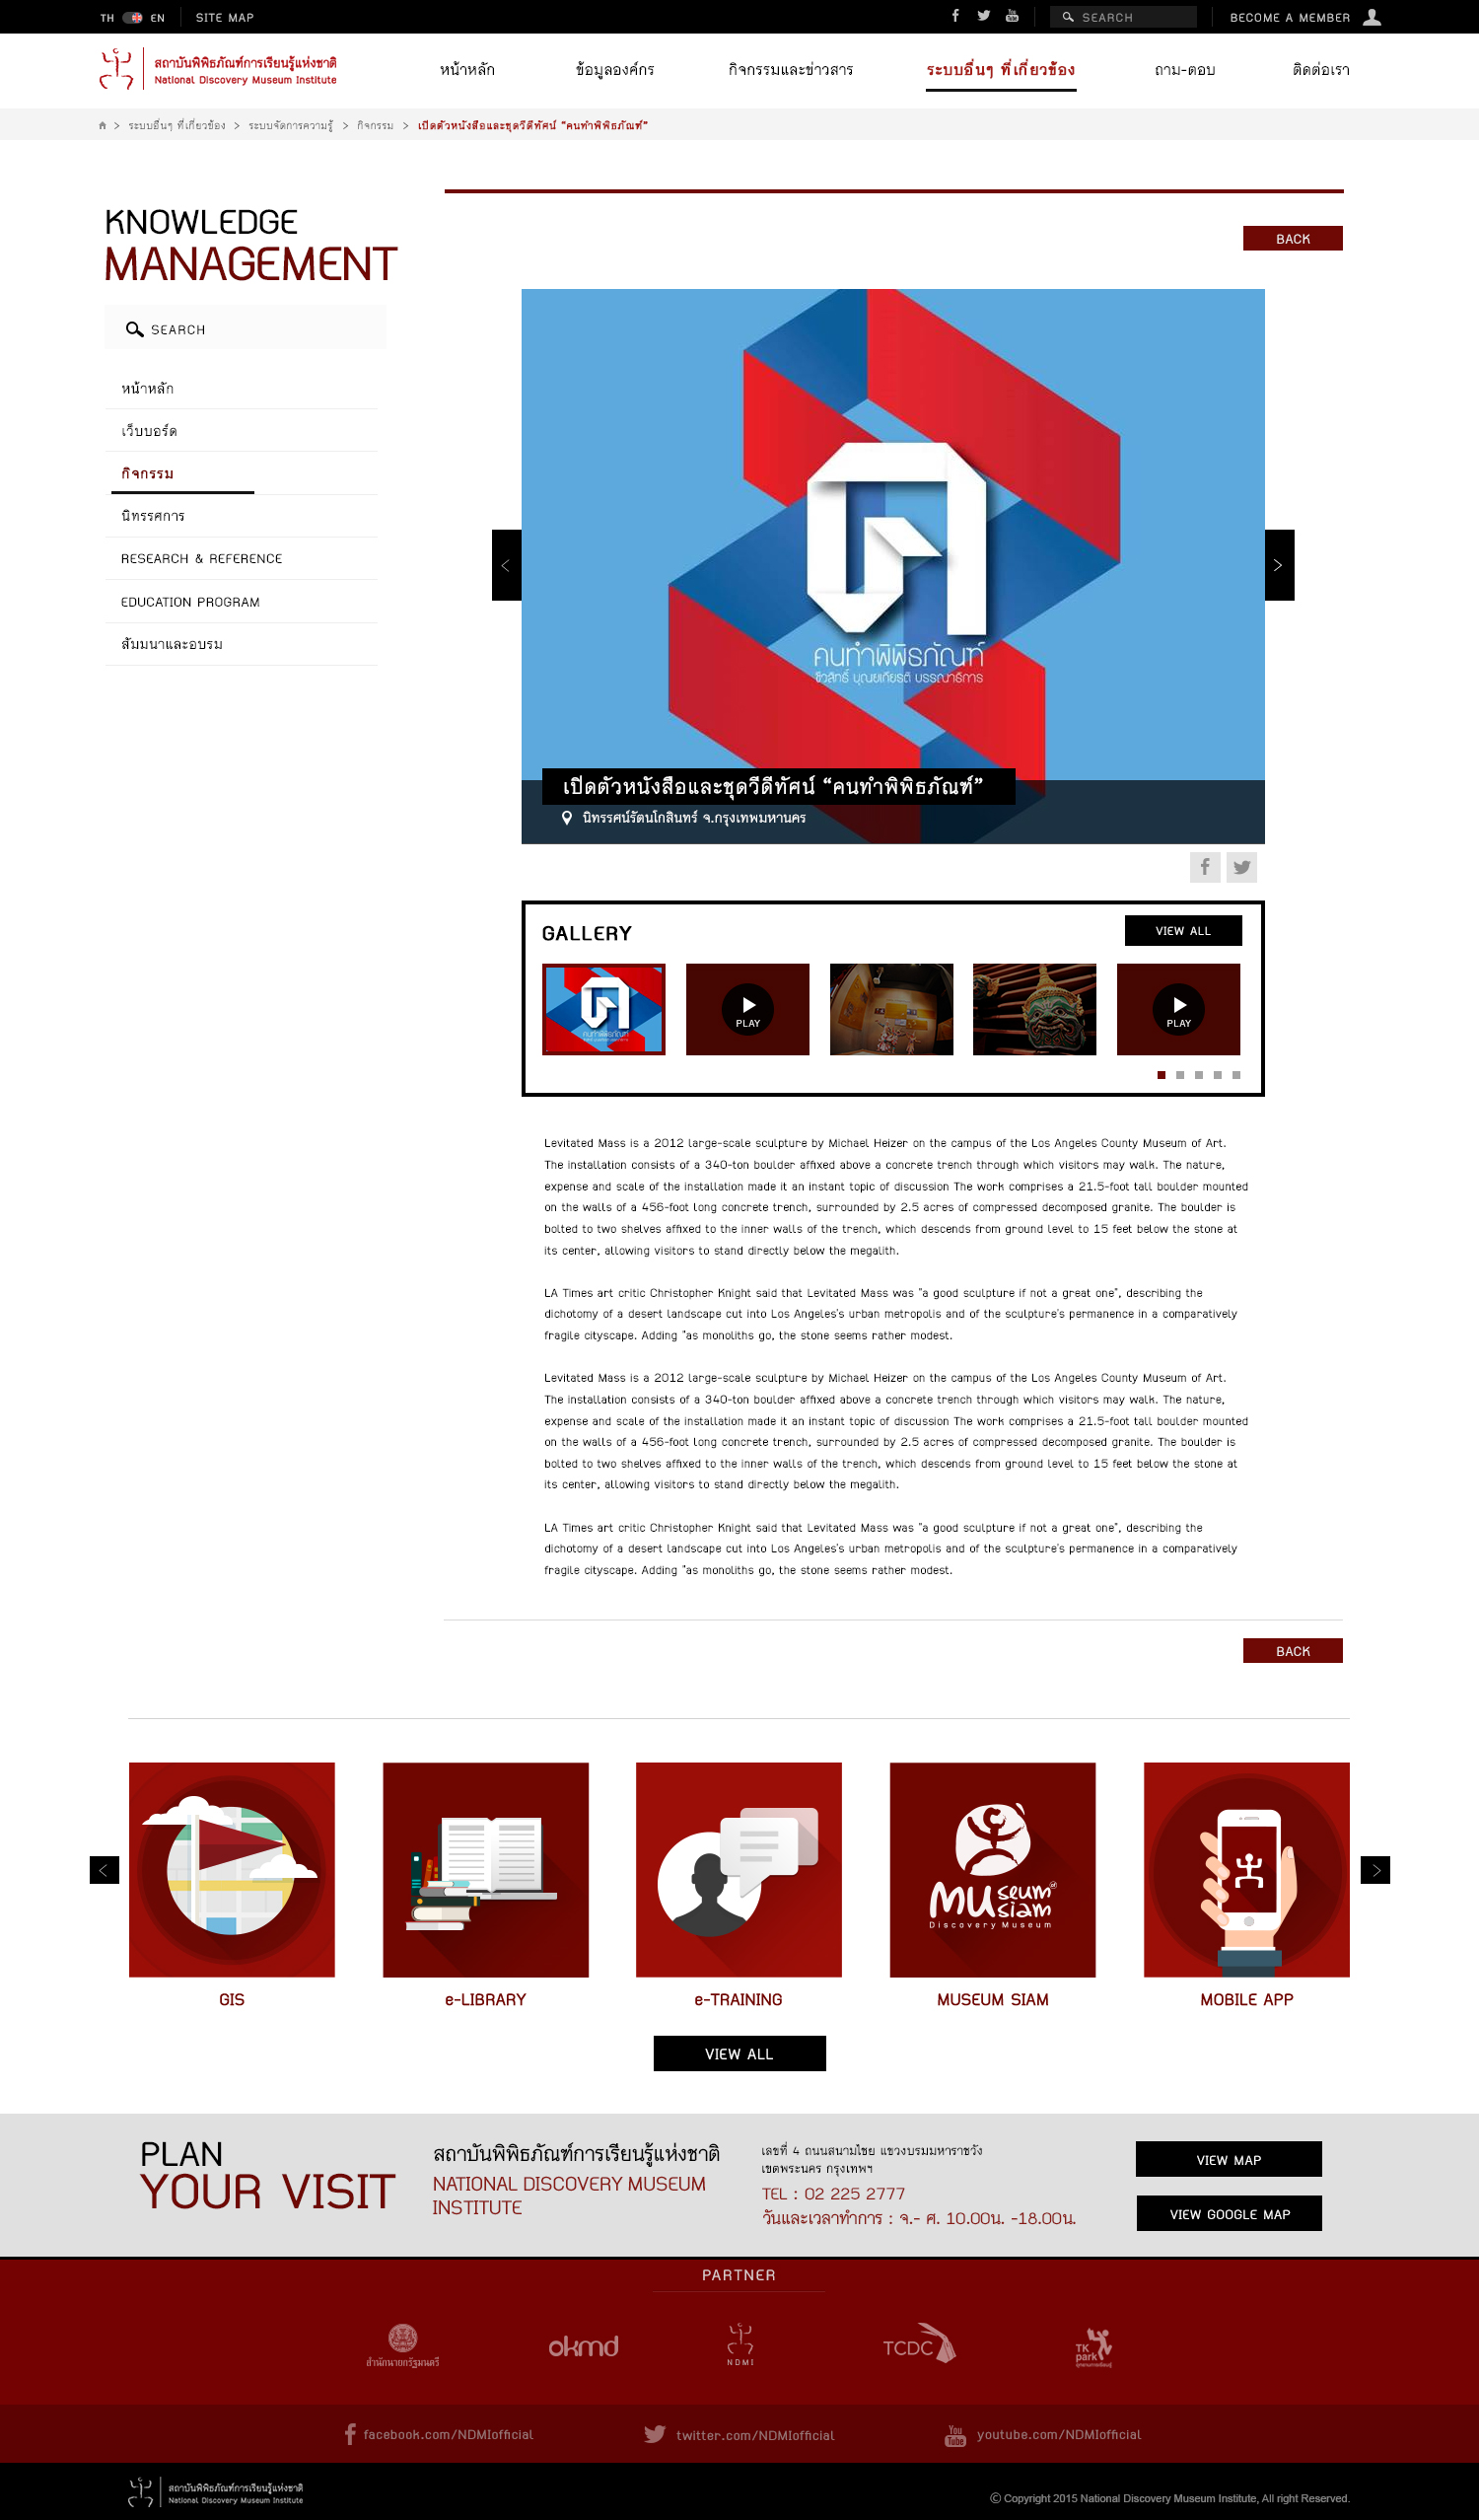 TH EN SITE MAP SEARCH BECOME A MEMBER
สถาบันพิพิธภัณฑ์การเรียนรู้แห่งชาติ
National Discovery Museum Institute
หน้าหลัก ข้อมูลองค์กร กิจกรรมและข่าวสาร ระบบอื่นๆ ที่เกี่ยวข้อง ถาม-ตอบ ติดต่อเรา
> ระบบอื่นๆ ที่เกี่ยวข้อง > ระบบจัดการความรู้ > กิจกรรม > เปิดตัวหนังสือและชุดวีดีทัศน์ “คนทำพิพิธภัณฑ์”
KNOWLEDGE
MANAGEMENT
SEARCH
หน้าหลัก
เว็บบอร์ด
กิจกรรม
นิทรรศการ
RESEARCH & REFERENCE
EDUCATION PROGRAM
สัมมนาและอบรม
BACK
คนทำพิพิธภัณฑ์
ชีวสิทธิ์ บุณยเกียรติ บรรณาธิการ
เปิดตัวหนังสือและชุดวีดีทัศน์ “คนทำพิพิธภัณฑ์”
นิทรรศน์รัตนโกสินทร์ จ.กรุงเทพมหานคร
GALLERY
VIEW ALL
คนทำพิพิธภัณฑ์
PLAY
PLAY
Levitated Mass is a 2012 large-scale sculpture by Michael Heizer on the campus of the Los Angeles County Museum of Art.
The installation consists of a 340-ton boulder affixed above a concrete trench through which visitors may walk. The nature,
expense and scale of the installation made it an instant topic of discussion The work comprises a 21.5-foot tall boulder mounted
on the walls of a 456-foot long concrete trench, surrounded by 2.5 acres of compressed decomposed granite. The boulder is
bolted to two shelves affixed to the inner walls of the trench, which descends from ground level to 15 feet below the stone at
its center, allowing visitors to stand directly below the megalith.
LA Times art critic Christopher Knight said that Levitated Mass was "a good sculpture if not a great one", describing the
dichotomy of a desert landscape cut into Los Angeles's urban metropolis and of the sculpture's permanence in a comparatively
fragile cityscape. Adding "as monoliths go, the stone seems rather modest.
Levitated Mass is a 2012 large-scale sculpture by Michael Heizer on the campus of the Los Angeles County Museum of Art.
The installation consists of a 340-ton boulder affixed above a concrete trench through which visitors may walk. The nature,
expense and scale of the installation made it an instant topic of discussion The work comprises a 21.5-foot tall boulder mounted
on the walls of a 456-foot long concrete trench, surrounded by 2.5 acres of compressed decomposed granite. The boulder is
bolted to two shelves affixed to the inner walls of the trench, which descends from ground level to 15 feet below the stone at
its center, allowing visitors to stand directly below the megalith.
LA Times art critic Christopher Knight said that Levitated Mass was "a good sculpture if not a great one", describing the
dichotomy of a desert landscape cut into Los Angeles's urban metropolis and of the sculpture's permanence in a comparatively
fragile cityscape. Adding "as monoliths go, the stone seems rather modest.
BACK
Museum of siam
Discovery Museum
GIS e-LIBRARY e-TRAINING MUSEUM SIAM MOBILE APP
VIEW ALL
PLAN
YOUR VISIT
สถาบันพิพิธภัณฑ์การเรียนรู้แห่งชาติ
NATIONAL DISCOVERY MUSEUM
INSTITUTE
เลขที่ 4 ถนนสนามไชย แขวงบรมมหาราชวัง
เขตพระนคร กรุงเทพฯ
TEL : 02 225 2777
วันและเวลาทำการ : จ.- ศ. 10.00น. -18.00น.
VIEW MAP
VIEW GOOGLE MAP
PARTNER
สำนักนายกรัฐมนตรี
okmd
NDMI
TCDC
TK park
facebook.com/NDMIofficial
twitter.com/NDMIofficial
You Tube youtube.com/NDMIofficial
สถาบันพิพิธภัณฑ์การเรียนรู้แห่งชาติ
National Discovery Museum Institute
© Copyright 2015 National Discovery Museum Institute, All right Reserved.